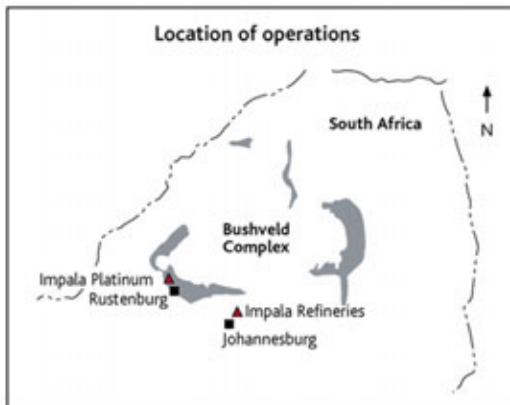 Location of operations
South Africa
N
Bushveld
Complex
Impala Platinum
Rustenburg
Impala Refineries
Johannesburg